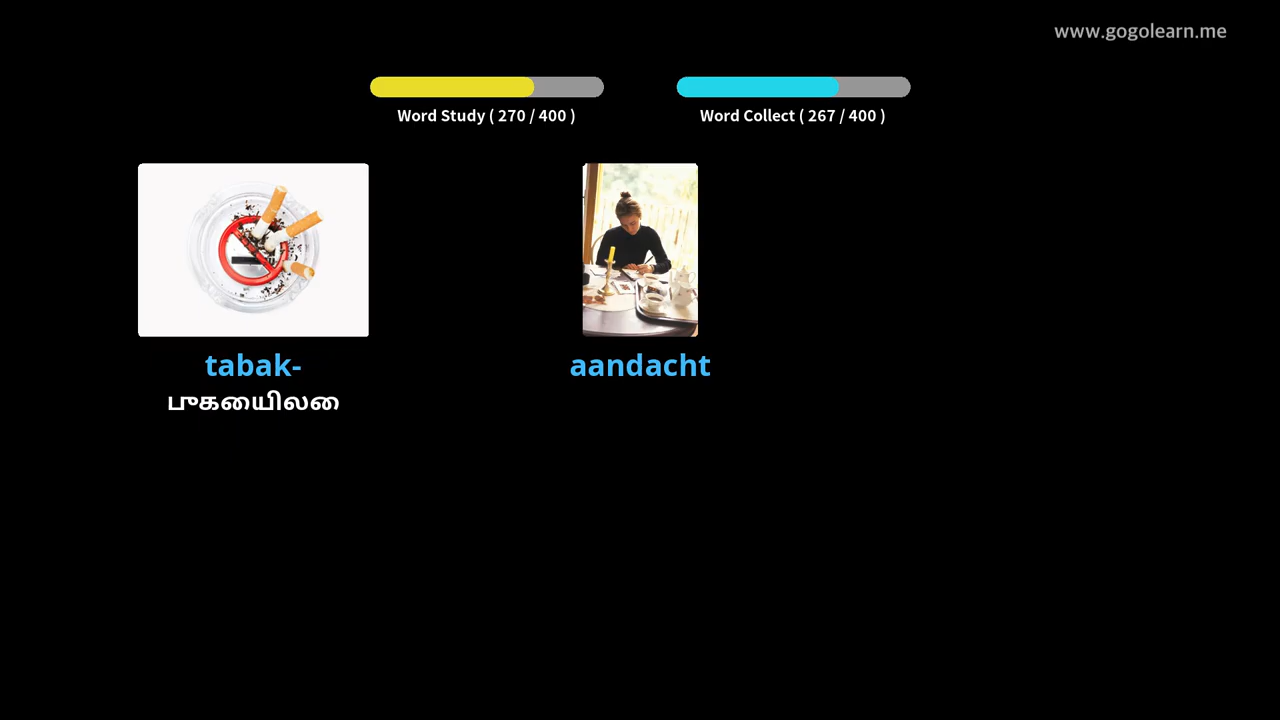 www.gogolearn.me
Word Study ( 270 / 400 )
Word Collect ( 267 / 400 )
tabak-
aandacht
புகையிலை